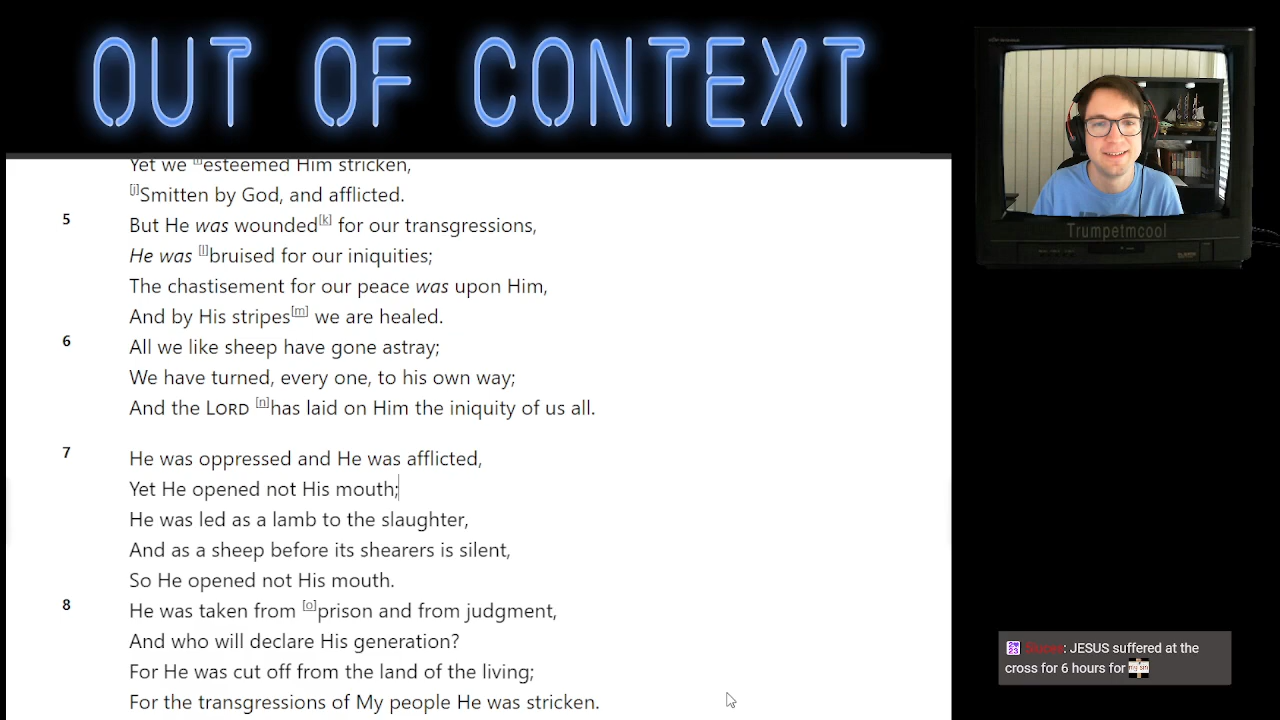 OUT OF CONTEXT
Yet we [i]esteemed Him stricken,
[j]Smitten by God, and afflicted.
5 But He was wounded[k] for our transgressions,
He was [l]bruised for our iniquities;
The chastisement for our peace was upon Him,
And by His stripes[m] we are healed.
6 All we like sheep have gone astray;
We have turned, every one, to his own way;
And the LORD [n]has laid on Him the iniquity of us all.
7 He was oppressed and He was afflicted,
Yet He opened not His mouth;
He was led as a lamb to the slaughter,
And as a sheep before its shearers is silent,
So He opened not His mouth.
8 He was taken from [o]prison and from judgment,
And who will declare His generation?
For He was cut off from the land of the living;
For the transgressions of My people He was stricken.
Trumpetmcool
: JESUS suffered at the
cross for 6 hours for